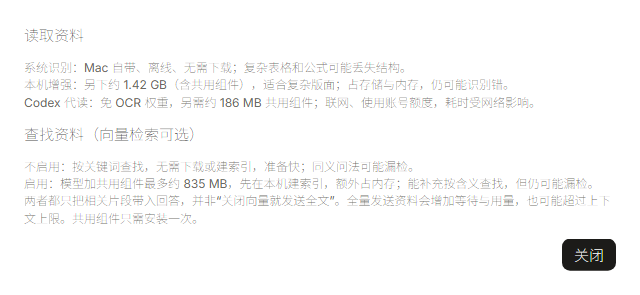 读取资料
系统识别：Mac 自带、离线、无需下载；复杂表格和公式可能丢失结构。
本机增强：另下约 1.42 GB（含共用组件），适合复杂版面；占存储与内存，仍可能识别错。
Codex 代读：免 OCR 权重，另需约 186 MB 共用组件；联网、使用账号额度，耗时受网络影响。
查找资料（向量检索可选）
不启用：按关键词查找，无需下载或建索引，准备快；同义问法可能漏检。
启用：模型加共用组件最多约 835 MB，先在本机建索引，额外占内存；能补充按含义查找，但仍可能漏检。
两者都只把相关片段带入回答，并非“关闭向量就发送全文”。全量发送资料会增加等待与用量，也可能超过上下
文上限。共用组件只需安装一次。
关闭